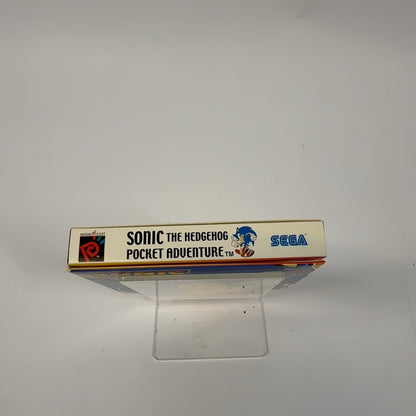 SONIC THE HEDGEHOG
POCKET ADVENTURE™
SEGA